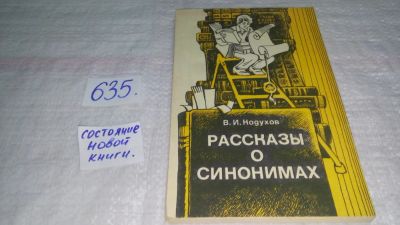 635.
состояние
новой
книги.
В. И. Кодухов
РАССКАЗЫ
О
СИНОНИМАХ